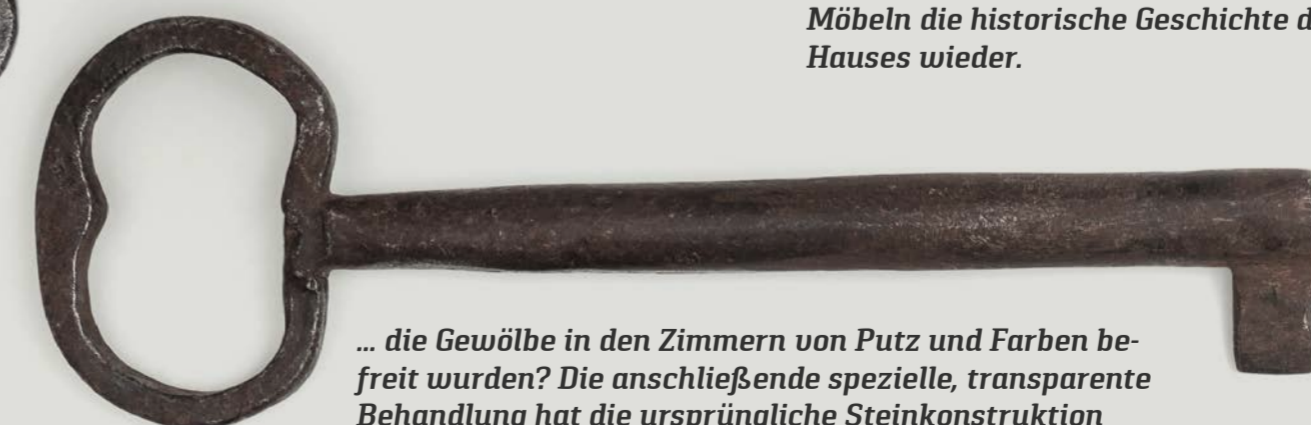 Möbeln die historische Geschichte d
Hauses wieder.
... die Gewölbe in den Zimmern von Putz und Farben be-
freit wurden? Die anschließende spezielle, transparente
Behandlung hat die ursprüngliche Steinkonstruktion